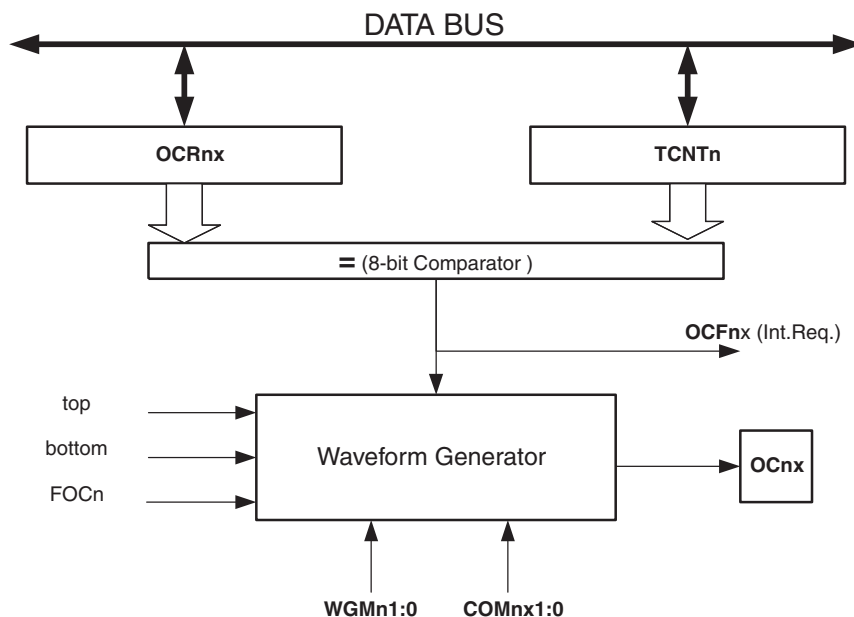 DATA BUS
OCRnx
TCNTn
= (8-bit Comparator )
OCFnx (Int.Req.)
top
bottom
FOCn
Waveform Generator
OCnx
WGMn1:0
COMnx1:0